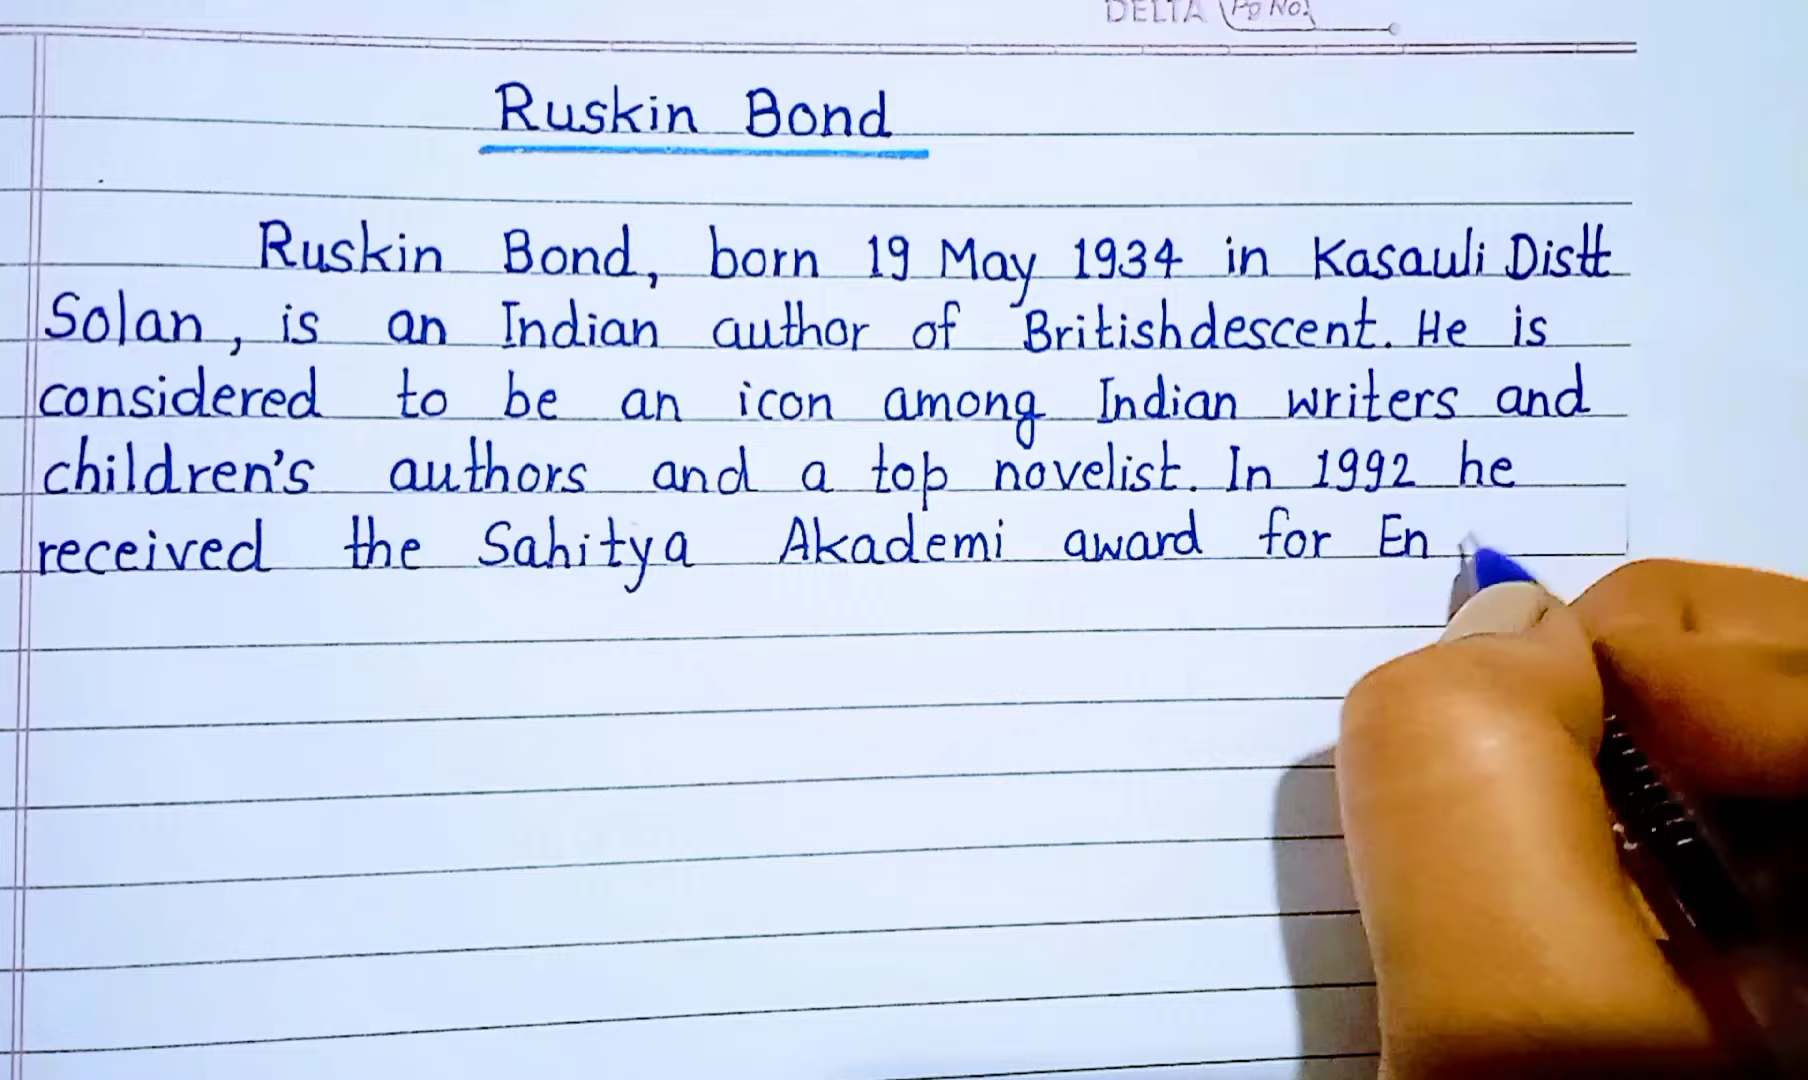 DELTA Pg No.
Ruskin Bond
Ruskin Bond, born 19 May 1934 in Kasauli Distt
Solan, is an Indian author of Britishdescent. He is
considered to be an icon among Indian writers and
children's authors and a top novelist. In 1992 he
received the Sahitya Akademi award for En